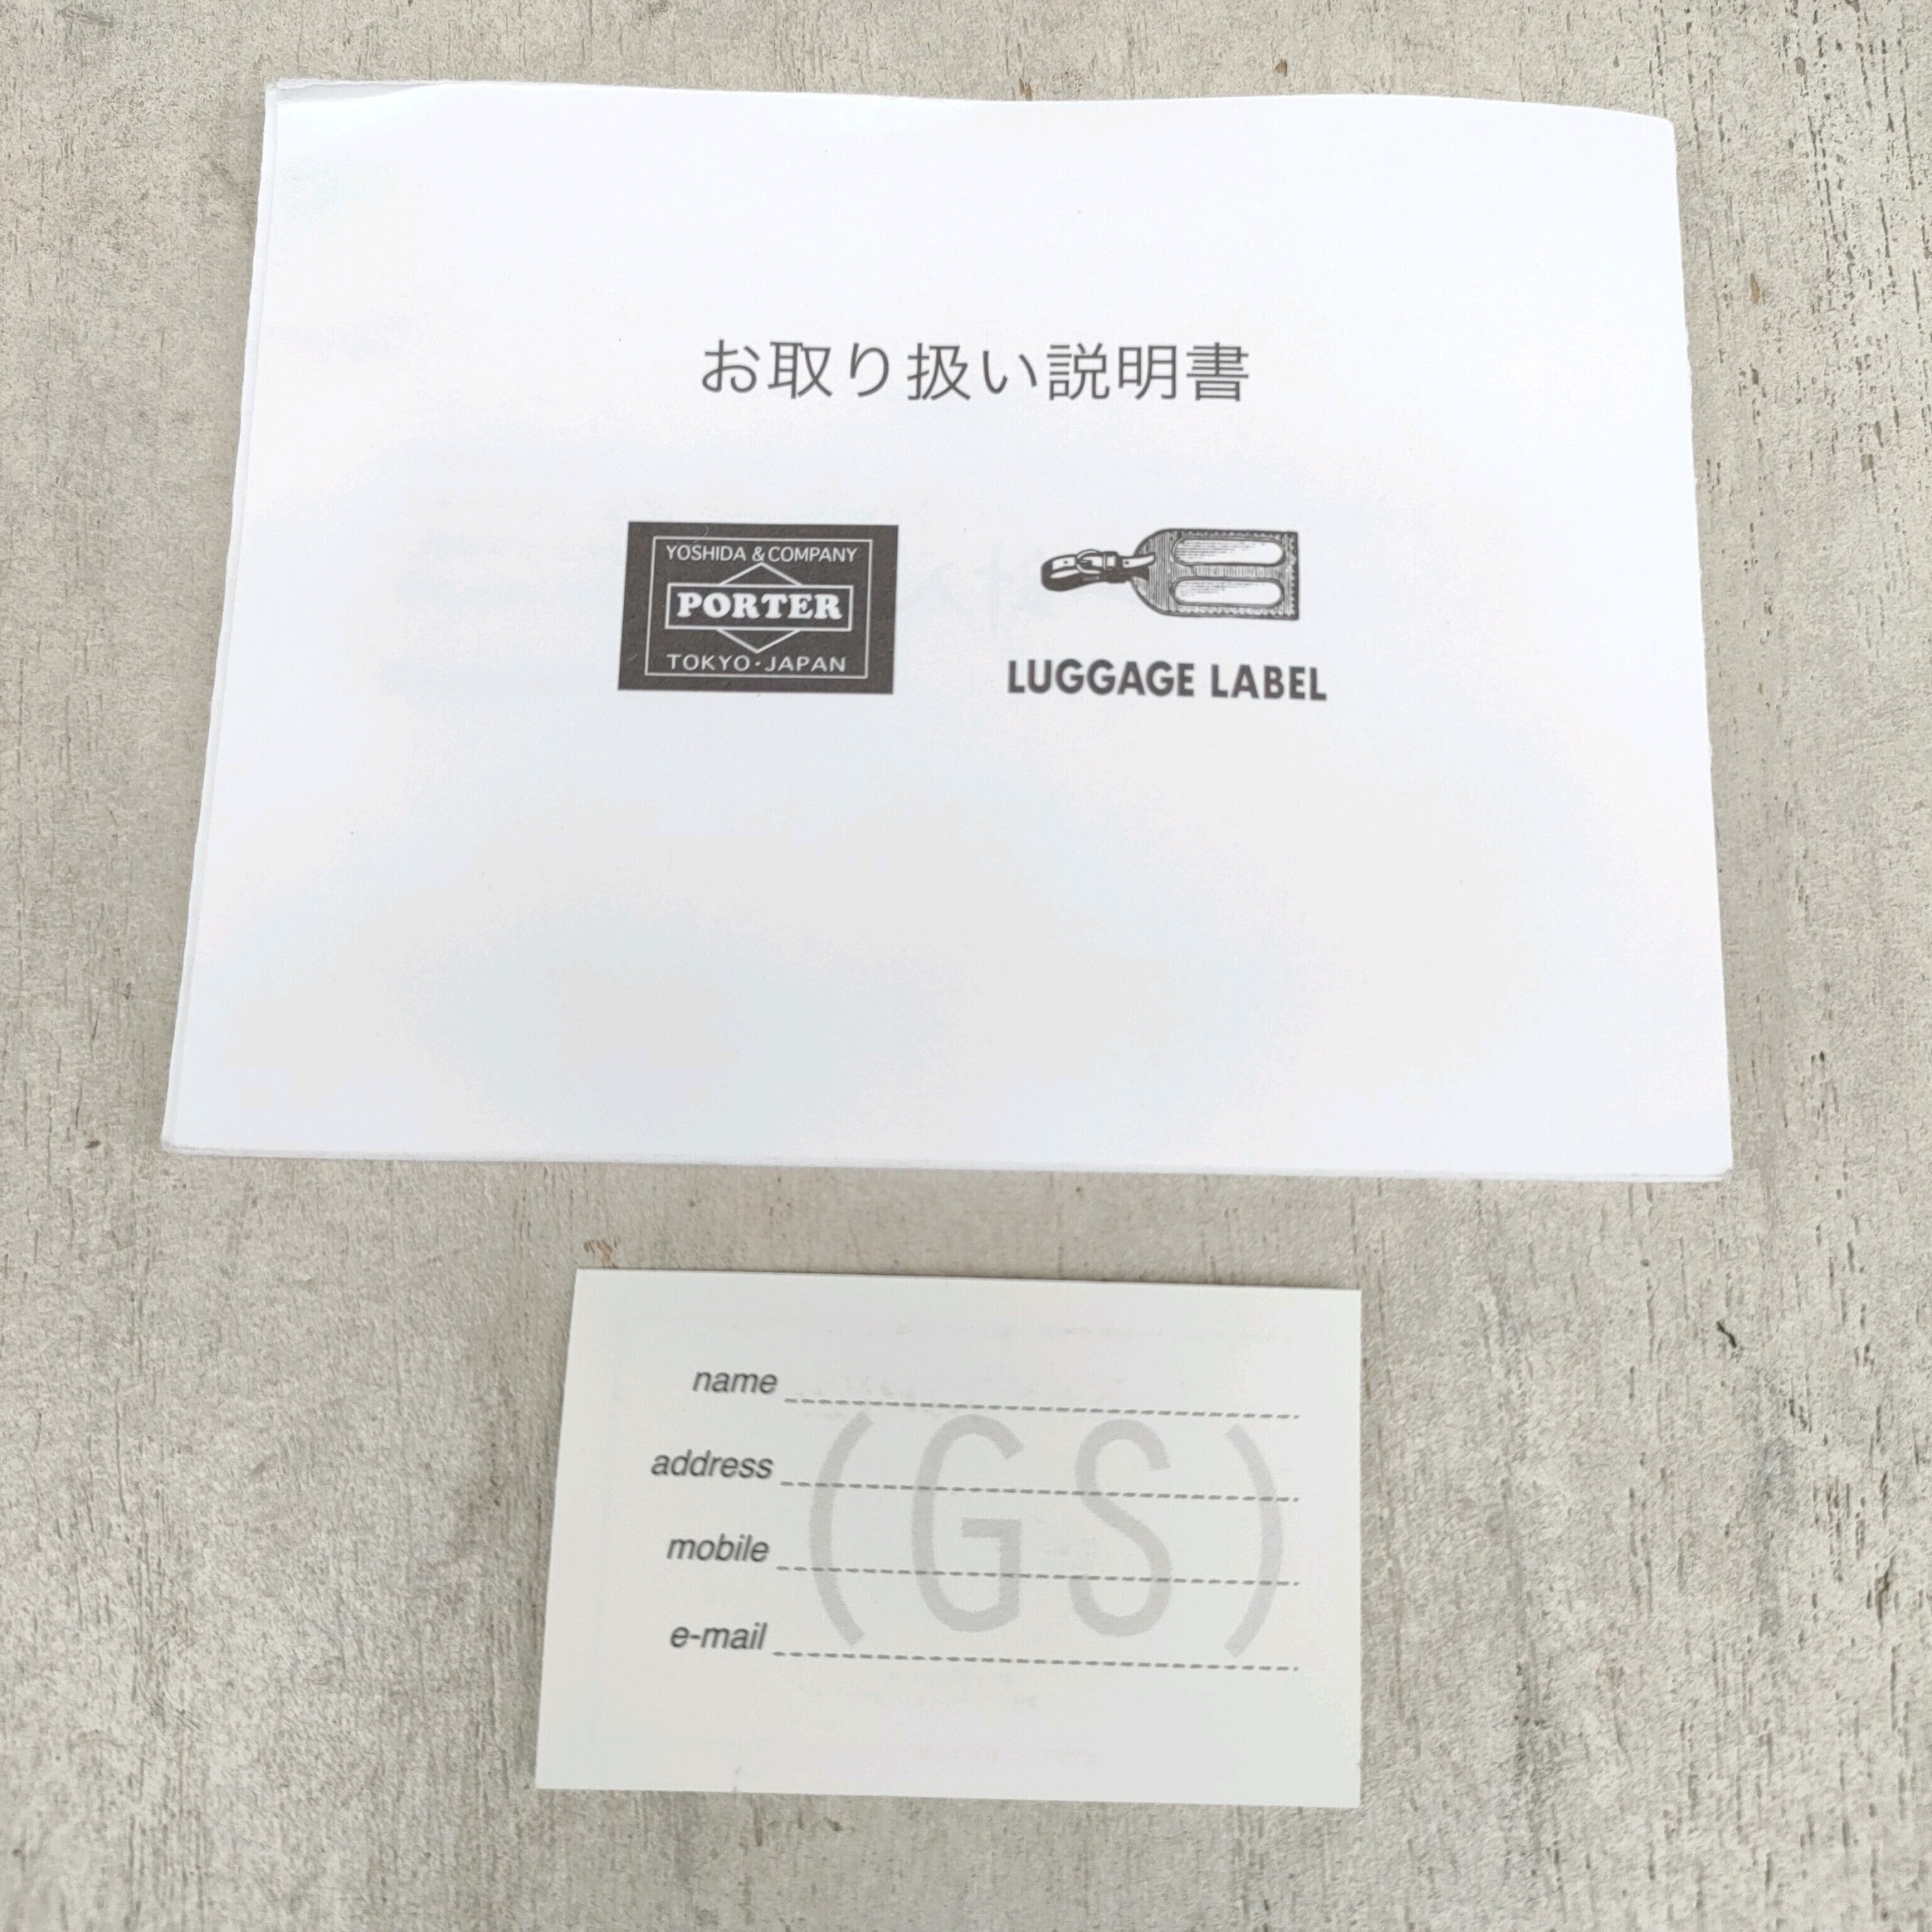 お取り扱い説明書
YOSHIDA & COMPANY
PORTER
TOKYO・JAPAN
LUGGAGE LABEL
name
address
mobile
e-mail
(GS)